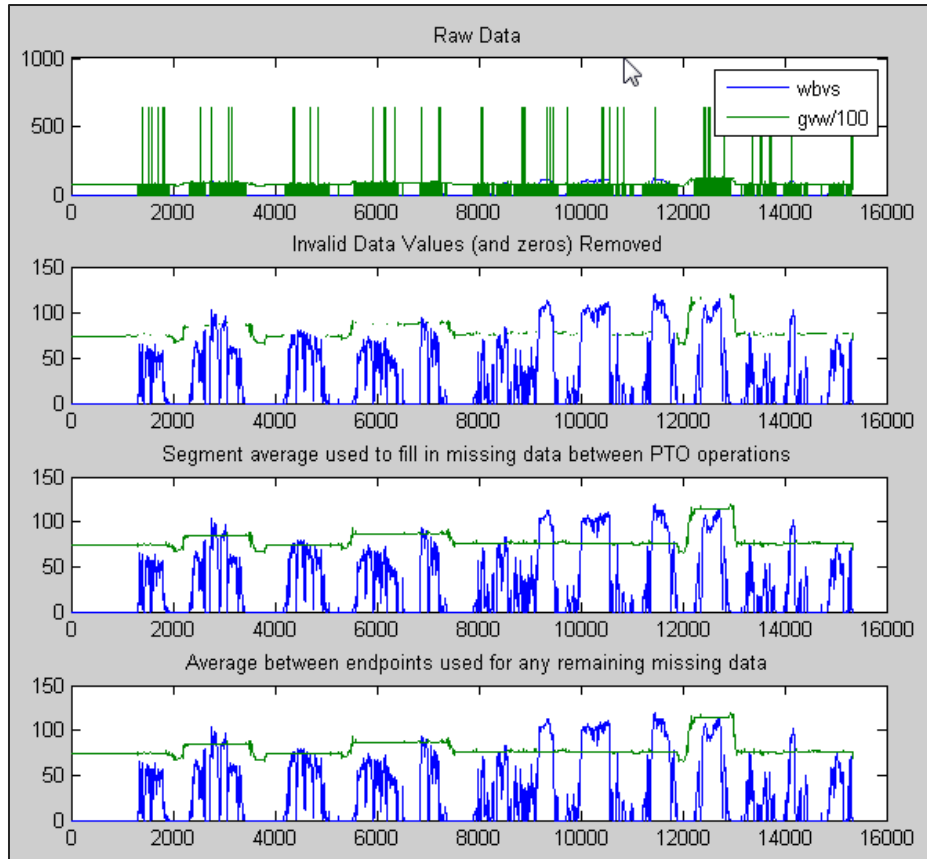 Raw Data
1000
500
0
wbvs
gvw/100
0 2000 4000 6000 8000 10000 12000 14000 16000
Invalid Data Values (and zeros) Removed
150
100
50
0
0 2000 4000 6000 8000 10000 12000 14000 16000
Segment average used to fill in missing data between PTO operations
150
100
50
0
0 2000 4000 6000 8000 10000 12000 14000 16000
Average between endpoints used for any remaining missing data
150
100
50
0
0 2000 4000 6000 8000 10000 12000 14000 16000